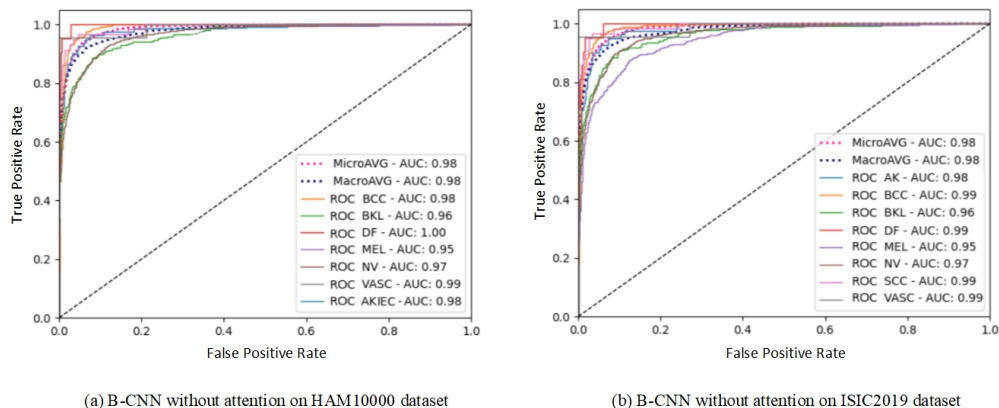 1.0
0.8
0.6
0.4
0.2
0.0
True Positive Rate
MicroAVG - AUC: 0.98
MacroAVG - AUC: 0.98
ROC BCC - AUC: 0.98
ROC BKL - AUC: 0.96
ROC DF - AUC: 1.00
ROC MEL - AUC: 0.95
ROC NV - AUC: 0.97
ROC VASC - AUC: 0.99
ROC AKIEC - AUC: 0.98
0.0 0.2 0.4 0.6 0.8 1.0
False Positive Rate
(a) B-CNN without attention on HAM10000 dataset
1.0
0.8
0.6
0.4
0.2
0.0
True Positive Rate
MicroAVG - AUC: 0.98
MacroAVG - AUC: 0.98
ROC AK - AUC: 0.98
ROC BCC - AUC: 0.99
ROC BKL - AUC: 0.96
ROC DF - AUC: 0.99
ROC MEL - AUC: 0.95
ROC NV - AUC: 0.97
ROC SCC - AUC: 0.99
ROC VASC - AUC: 0.99
0.0 0.2 0.4 0.6 0.8 1.0
False Positive Rate
(b) B-CNN without attention on ISIC2019 dataset